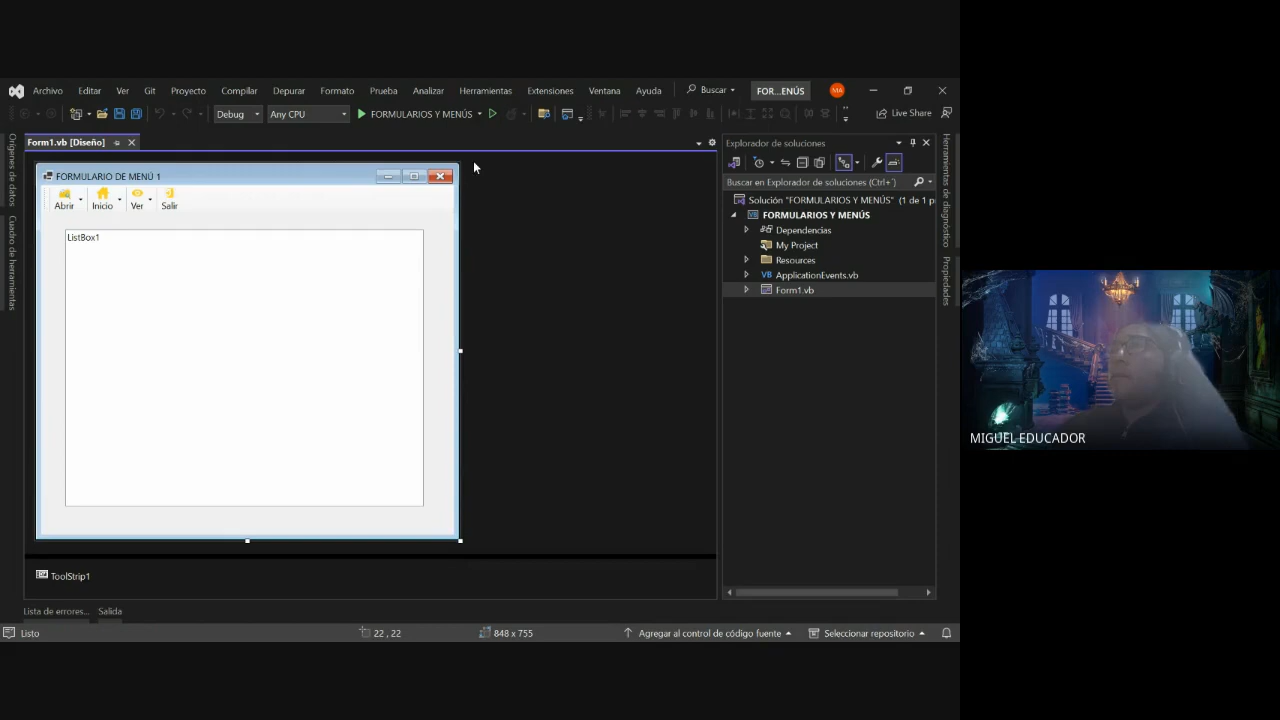 Archivo Editar Ver Git Proyecto Compilar Depurar Formato Prueba Analizar Herramientas Extensiones Ventana Ayuda Buscar FOR...ENÚS MA
Debug Any CPU FORMULARIOS Y MENÚS Live Share
Orígenes de datos
Cuadro de herramientas
Form1.vb [Diseño]
FORMULARIO DE MENÚ 1
Abrir Inicio Ver Salir
ListBox1
ToolStrip1
Explorador de soluciones
Buscar en Explorador de soluciones (Ctrl+´)
Solución "FORMULARIOS Y MENÚS" (1 de 1 p
FORMULARIOS Y MENÚS
Dependencias
My Project
Resources
VB ApplicationEvents.vb
Form1.vb
Herramientas de diagnóstico
Propiedades
Lista de errores... Salida
Listo 22 , 22 848 x 755 Agregar al control de código fuente Seleccionar repositorio
MIGUEL EDUCADOR